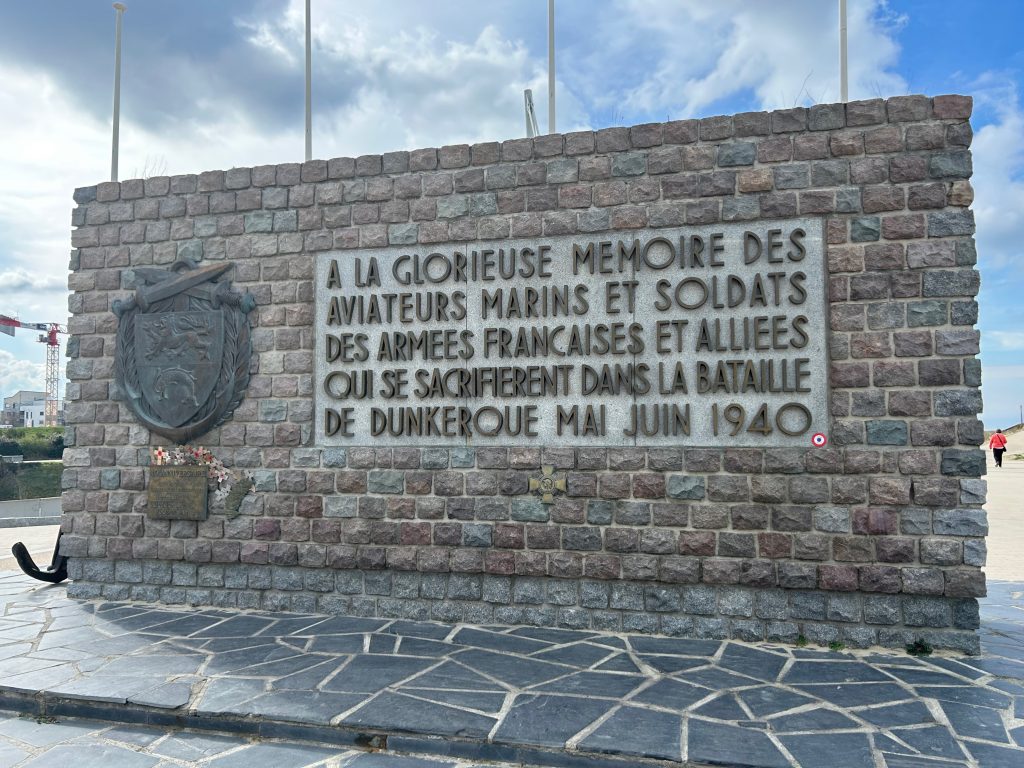 A LA GLORIEUSE MEMOIRE DES
AVIATEURS MARINS ET SOLDATS
DES ARMEES FRANCAISES ET ALLIEES
QUI SE SACRIFIERENT DANS LA BATAILLE
DE DUNKERQUE MAI JUIN 1940